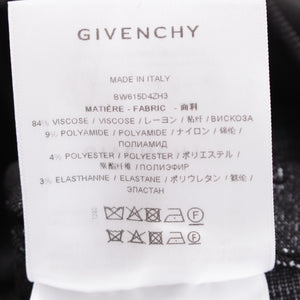 GIVENCHY
MADE IN ITALY
BW615D4ZH3
MATIÈRE - FABRIC - 面料
84% VISCOSE / VISCOSE / レーヨン / 粘纤 / ВИСКОЗА
9% POLYAMIDE / POLYAMIDE / ナイロン / 锦纶 /
ПОЛИАМИД
4% POLYESTER / POLYESTER / ポリエステル /
聚酯纤维 / ПОЛИЭСТЕР
3% ELASTHANNE / ELASTANE / ポリウレタン / 氨纶 /
ЭЛАСТАН